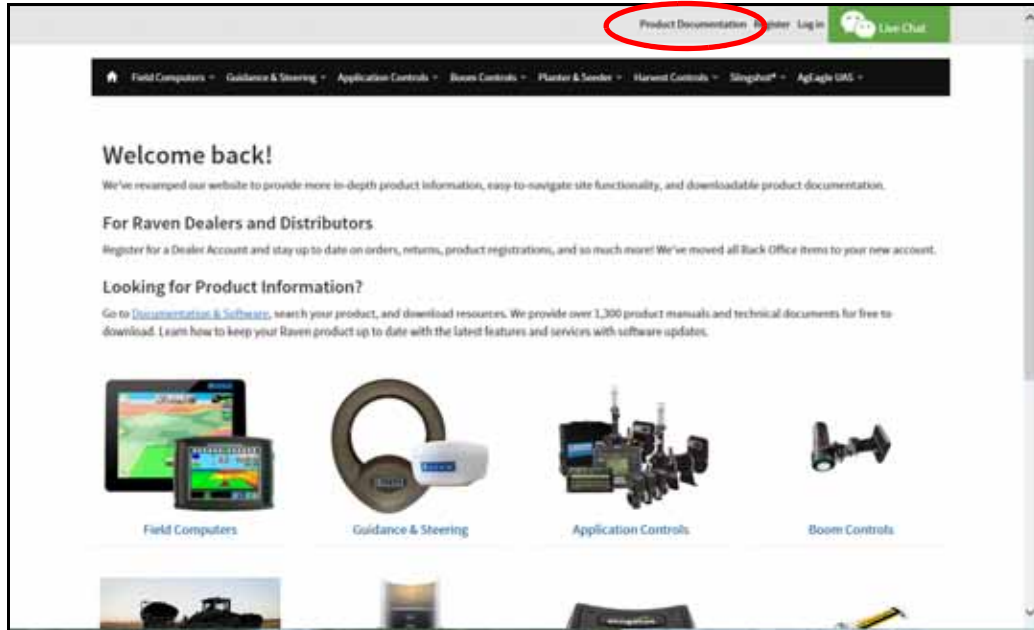 Product Documentation Register Log in Live Chat
Field Computers Guidance & Steering Application Controls Boom Controls Planter & Seeder Harvest Controls Slingshot® AgEagle UAS
Welcome back!
We've revamped our website to provide more in-depth product information, easy-to-navigate site functionality, and downloadable product documentation.
For Raven Dealers and Distributors
Register for a Dealer Account and stay up to date on orders, returns, product registrations, and so much more! We've moved all Back Office items to your new account.
Looking for Product Information?
Go to Documentation & Software, search your product, and download resources. We provide over 1,300 product manuals and technical documents for free to
download. Learn how to keep your Raven product up to date with the latest features and services with software updates.
RAVEN
Field Computers Guidance & Steering Application Controls Boom Controls